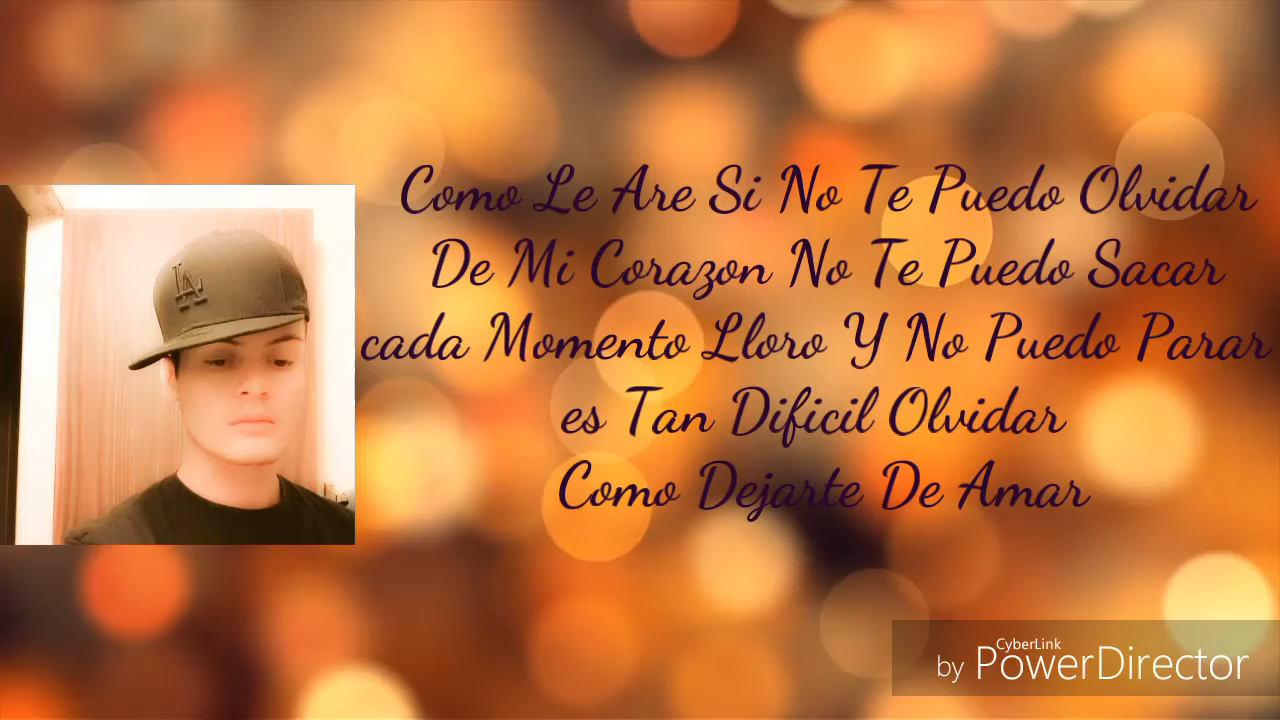 Como Le Are Si No Te Puedo Olvidar
De Mi Corazon No Te Puedo Sacar
cada Momento Lloro Y No Puedo Parar
es Tan Dificil Olvidar
Como Dejarte De Amar
LA
CyberLink
by PowerDirector